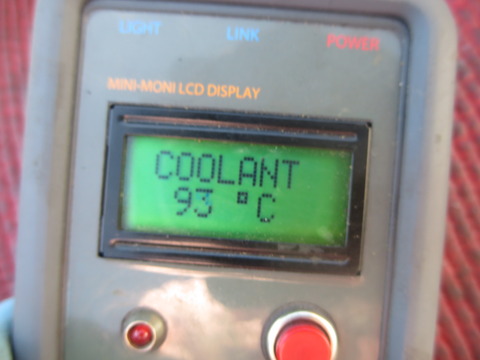 LIGHT LINK POWER
MINI-MONI LCD DISPLAY
COOLANT
93 °C